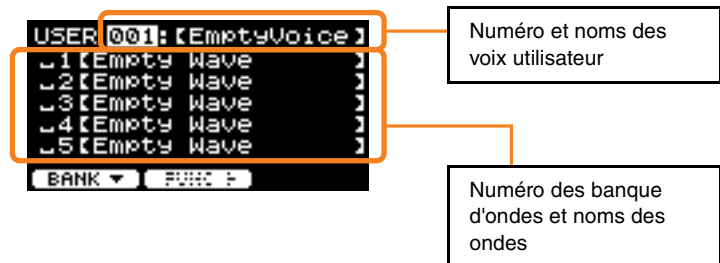 USER 001:[EmptyVoice]
1[Empty Wave ]
2[Empty Wave ]
3[Empty Wave ]
4[Empty Wave ]
5[Empty Wave ]
BANK ▼ FUNC ►
Numéro et noms des
voix utilisateur
Numéro des banque
d'ondes et noms des
ondes